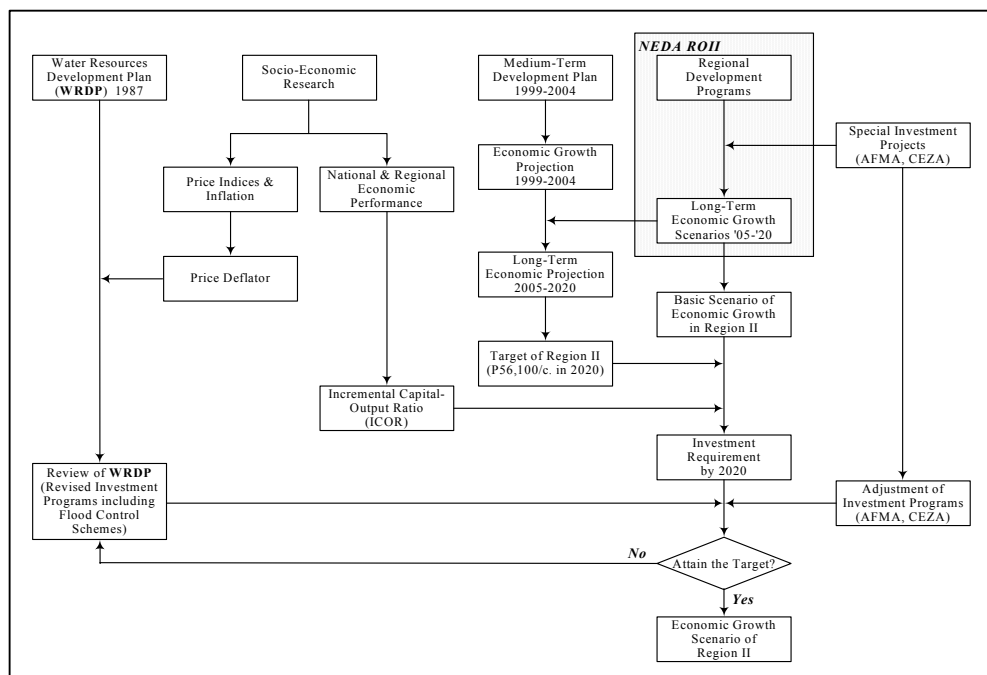 NEDA ROII
Water Resources
Development Plan
(WRDP) 1987
Socio-Economic
Research
Medium-Term
Development Plan
1999-2004
Regional
Development
Programs
Special Investment
Projects
(AFMA, CEZA)
Price Indices &
Inflation
National & Regional
Economic
Performance
Economic Growth
Projection
1999-2004
Long-Term
Economic Growth
Scenarios '05-'20
Price Deflator
Long-Term
Economic Projection
2005-2020
Basic Scenario of
Economic Growth
in Region II
Target of Region II
(P56,100/c. in 2020)
Incremental Capital-
Output Ratio
(ICOR)
Investment
Requirement
by 2020
Review of WRDP
(Revised Investment
Programs including
Flood Control
Schemes)
Adjustment of
Investment Programs
(AFMA, CEZA)
No
Attain the Target?
Yes
Economic Growth
Scenario of
Region II